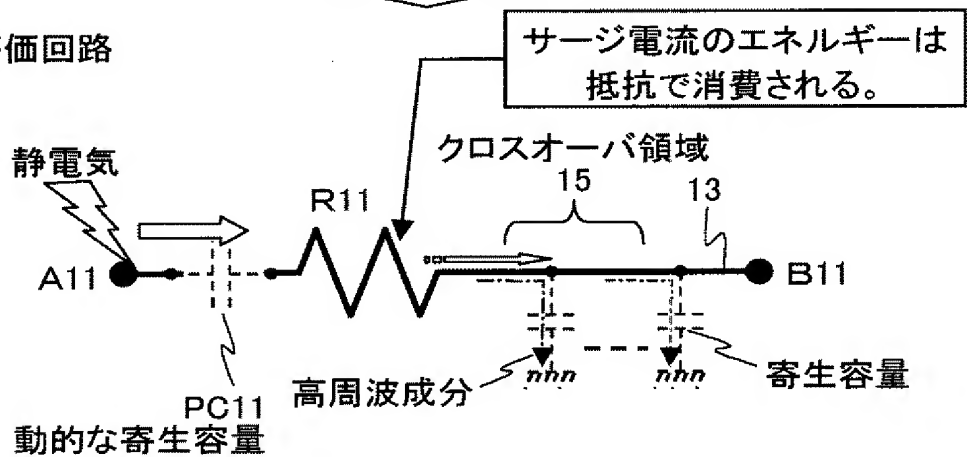 価回路
サージ電流のエネルギーは
抵抗で消費される。
静電気
クロスオーバ領域
15
13
R11
A11
B11
高周波成分
寄生容量
PC11
動的な寄生容量